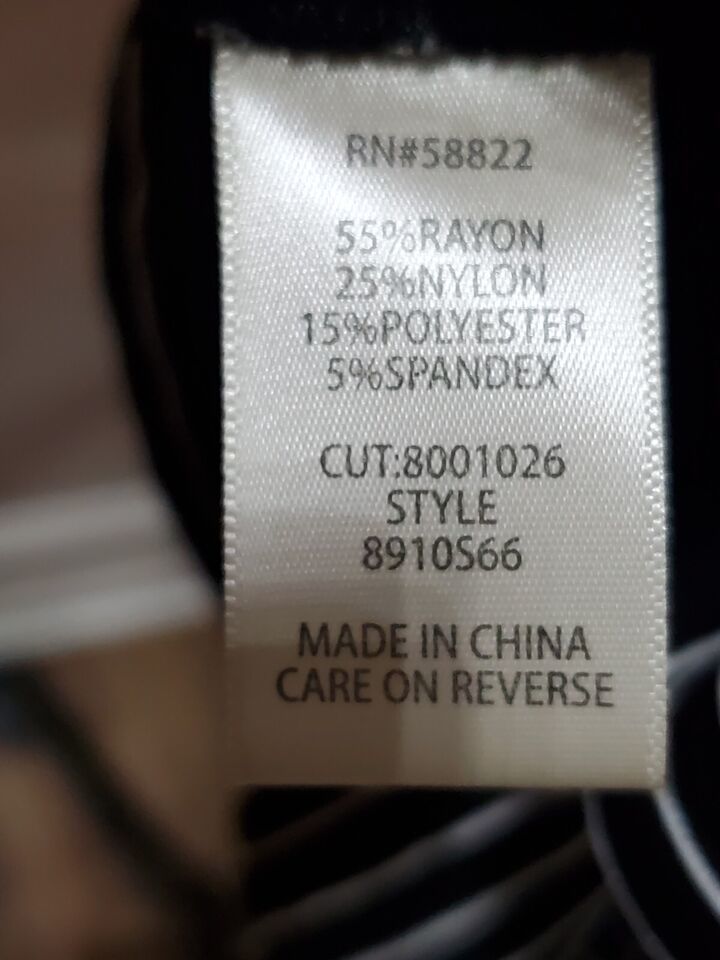 RN#58822
55%RAYON
25%NYLON
15%POLYESTER
5%SPANDEX
CUT:8001026
STYLE
8910S66
MADE IN CHINA
CARE ON REVERSE